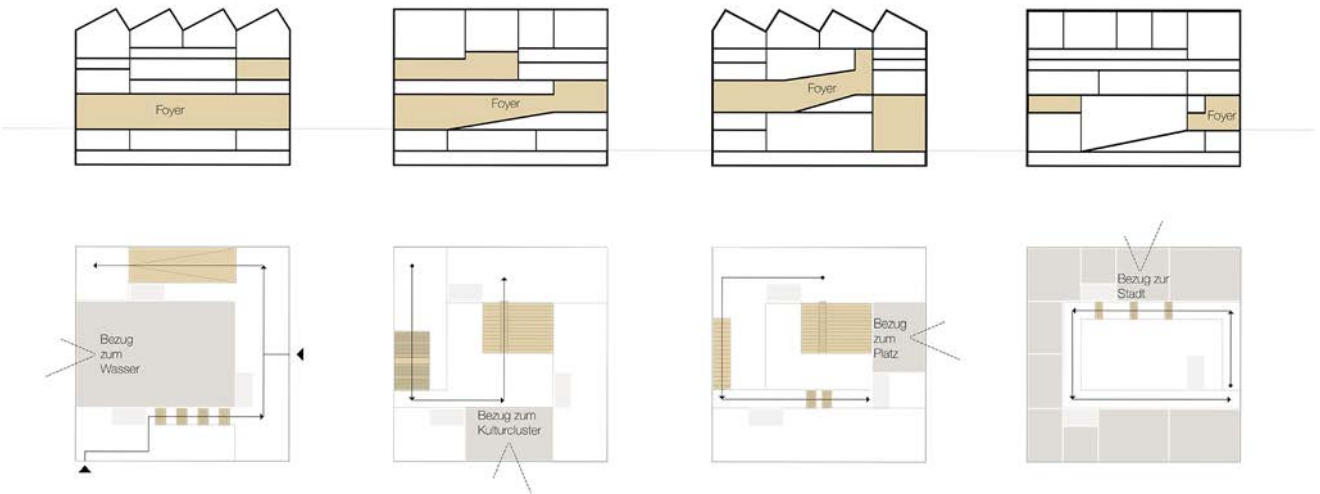 Foyer
Foyer
Foyer
Foyer
Bezug
zum
Wasser
Bezug zum
Kulturcluster
Bezug
zum
Platz
Bezug zur
Stadt